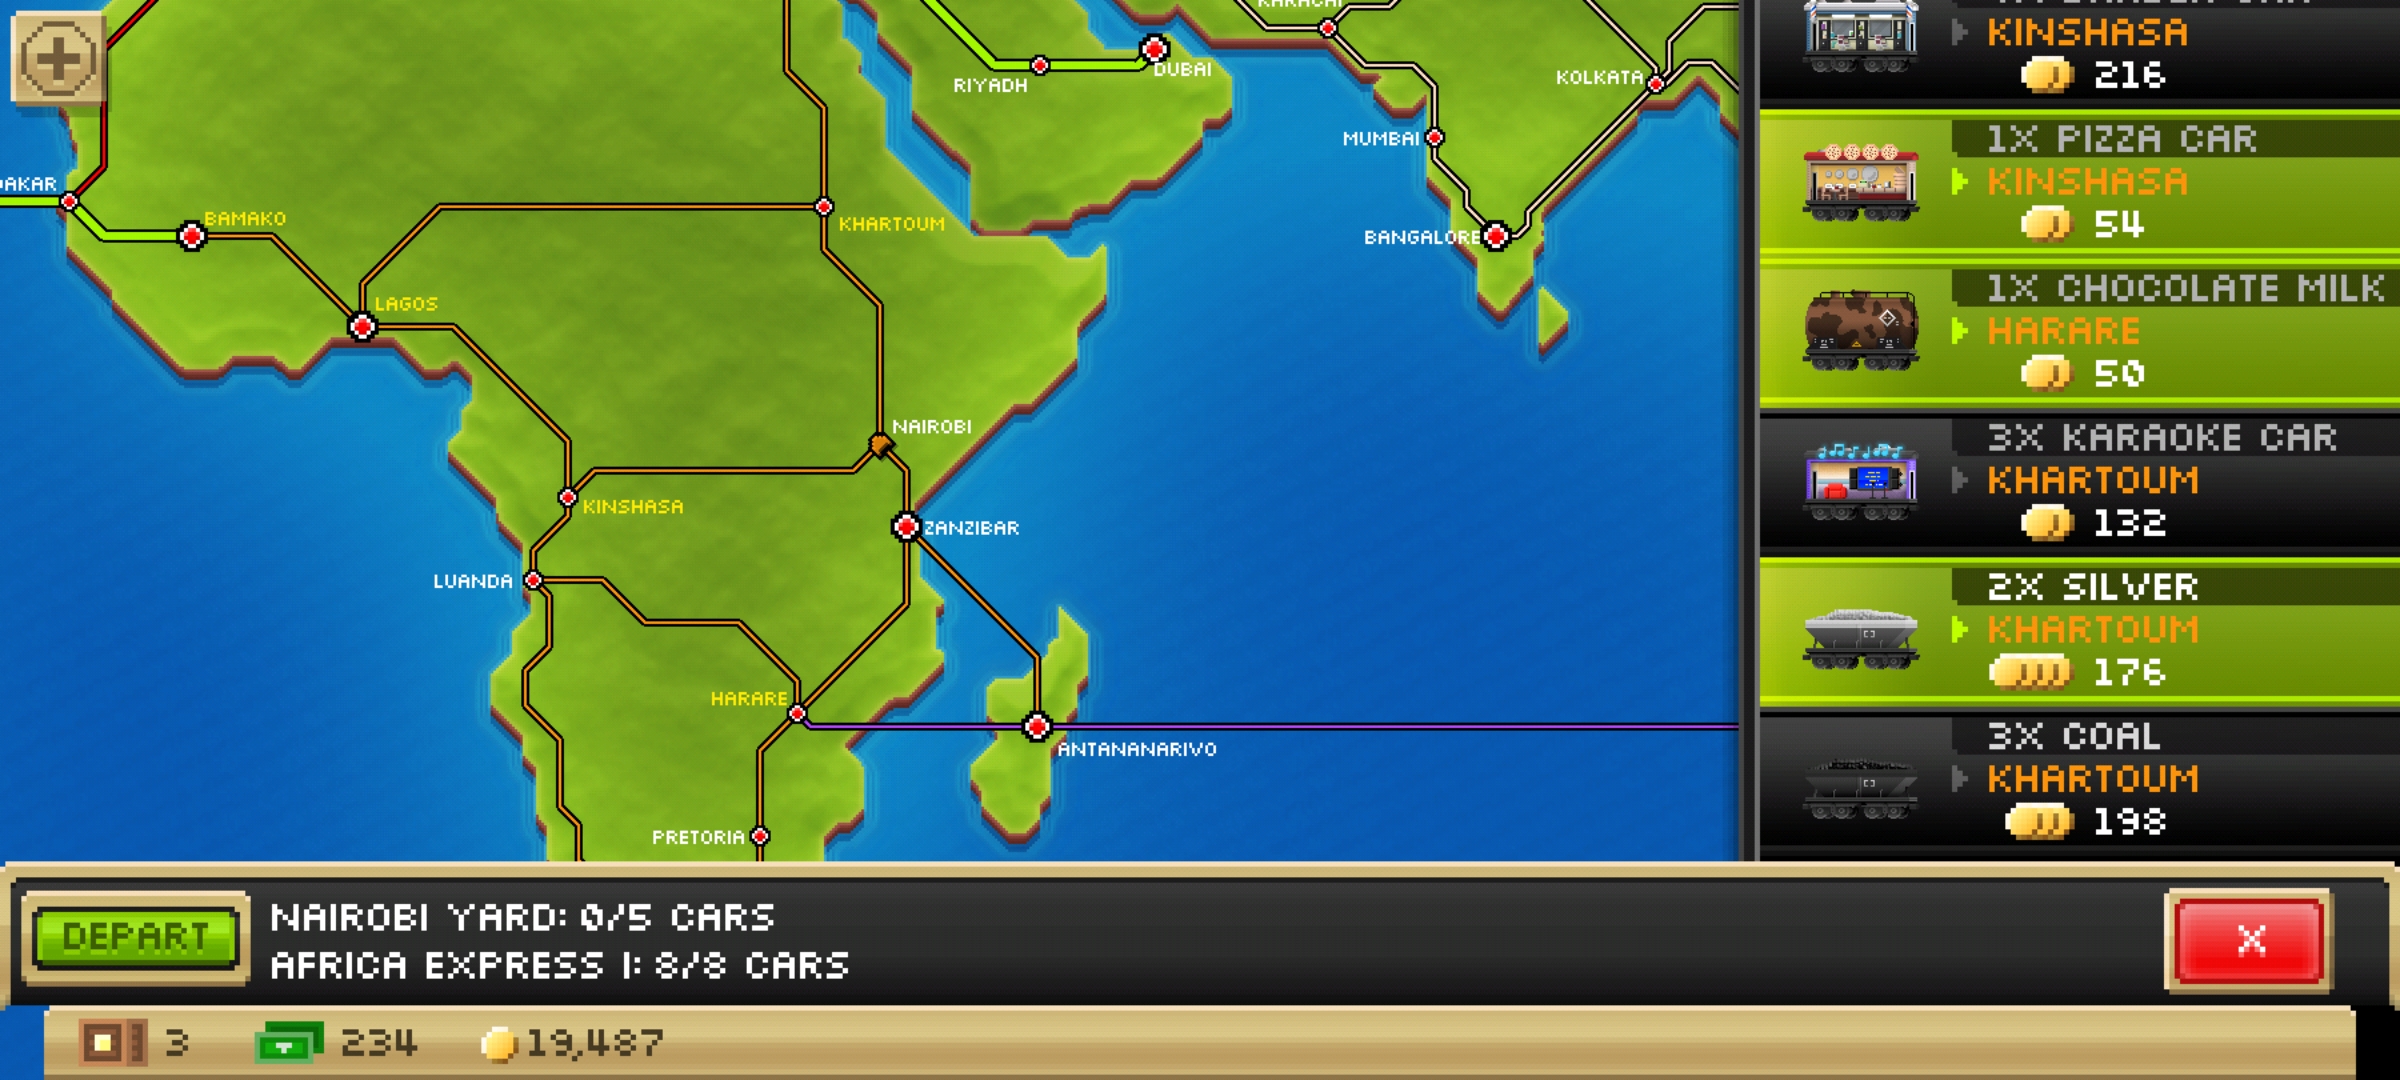 KINSHASA
216
1X PIZZA CAR
KINSHASA
54
1X CHOCOLATE MILK
HARARE
50
3X KARAOKE CAR
KHARTOUM
132
2X SILVER
KHARTOUM
176
3X COAL
KHARTOUM
198
RIYADH
DUBAI
KOLKATA
MUMBAI
BANGALORE
BAMAKO
KHARTOUM
LAGOS
NAIROBI
KINSHASA
ZANZIBAR
LUANDA
HARARE
ANTANANARIVO
PRETORIA
DEPART
NAIROBI YARD: 0/5 CARS
AFRICA EXPRESS I: 8/8 CARS
X
3
234
19,487